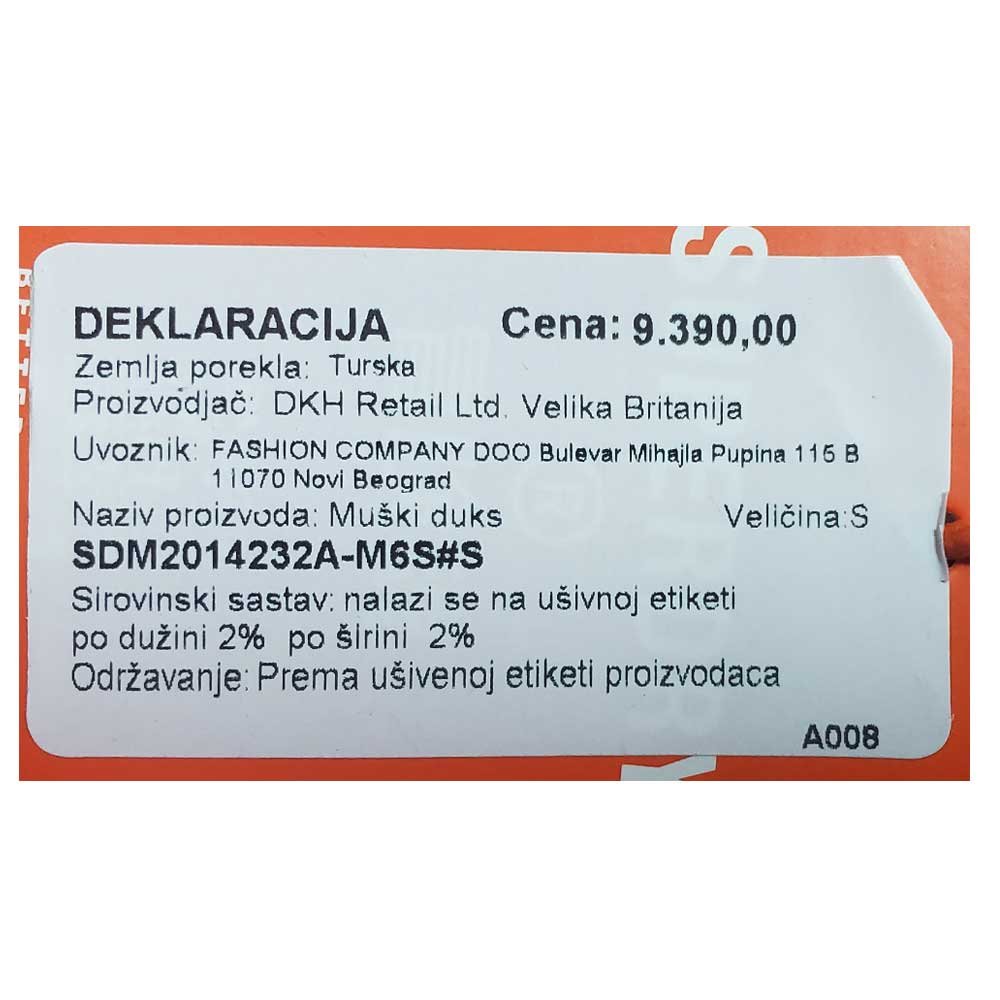 DEKLARACIJA Cena: 9.390,00
Zemlja porekla: Turska
Proizvodjač: DKH Retail Ltd. Velika Britanija
Uvoznik: FASHION COMPANY DOO Bulevar Mihajla Pupina 115 B
11070 Novi Beograd
Naziv proizvoda: Muški duks Veličina:S
SDM2014232A-M6S#S
Sirovinski sastav: nalazi se na ušivnoj etiketi
po dužini 2% po širini 2%
Održavanje: Prema ušivenoj etiketi proizvodaca
A008